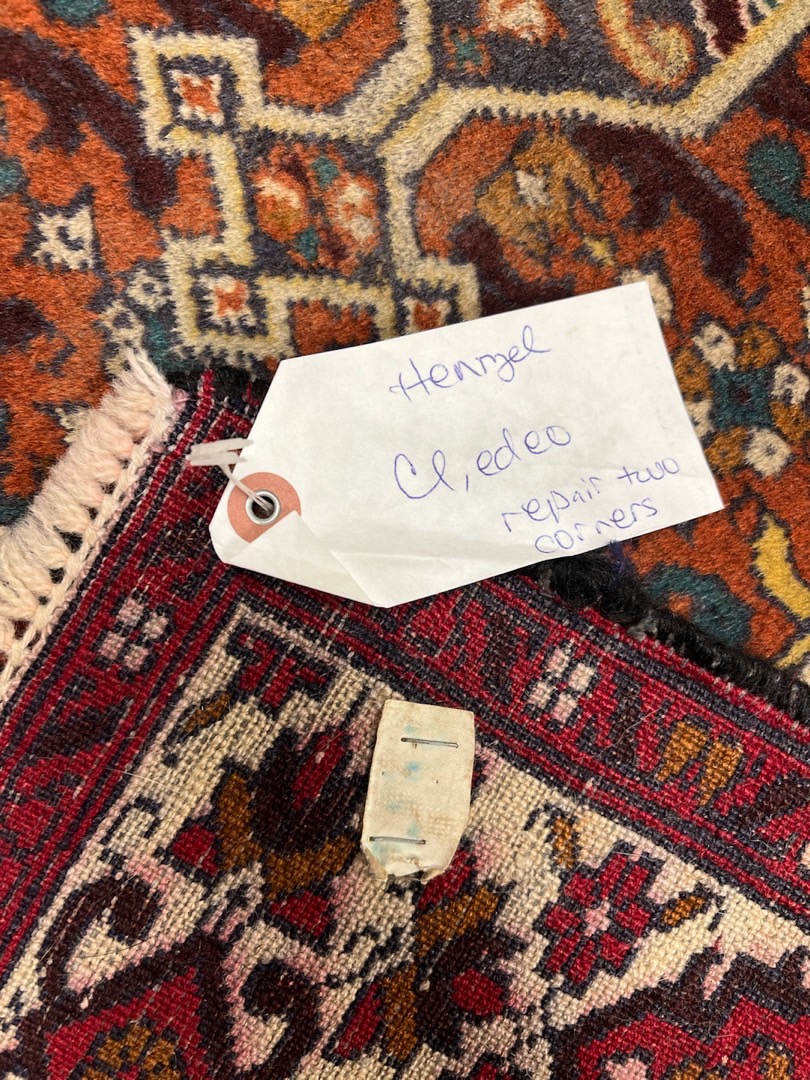 Henzel
Cl, edeo
repair two
corners